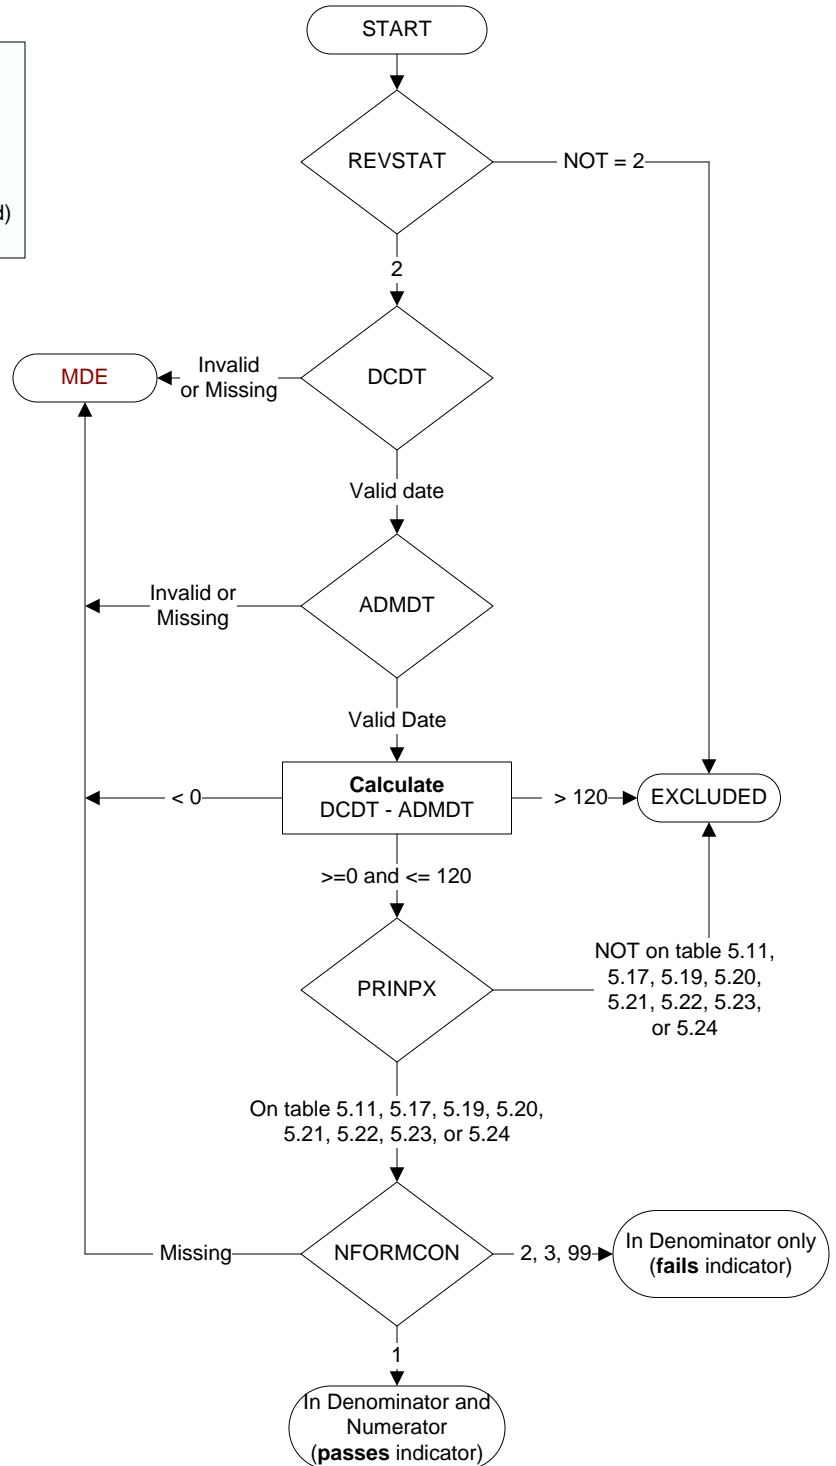 START
REVSTAT
NOT = 2
d)
2
MDE
Invalid
or Missing
DCDT
Valid date
Invalid or
Missing
ADMDT
Valid Date
< 0
Calculate
DCDT - ADMDT
> 120
EXCLUDED
>=0 and <= 120
PRINPX
NOT on table 5.11,
5.17, 5.19, 5.20,
5.21, 5.22, 5.23,
or 5.24
On table 5.11, 5.17, 5.19, 5.20,
5.21, 5.22, 5.23, or 5.24
Missing
NFORMCON
2, 3, 99
In Denominator only
(fails indicator)
1
In Denominator and
Numerator
(passes indicator)